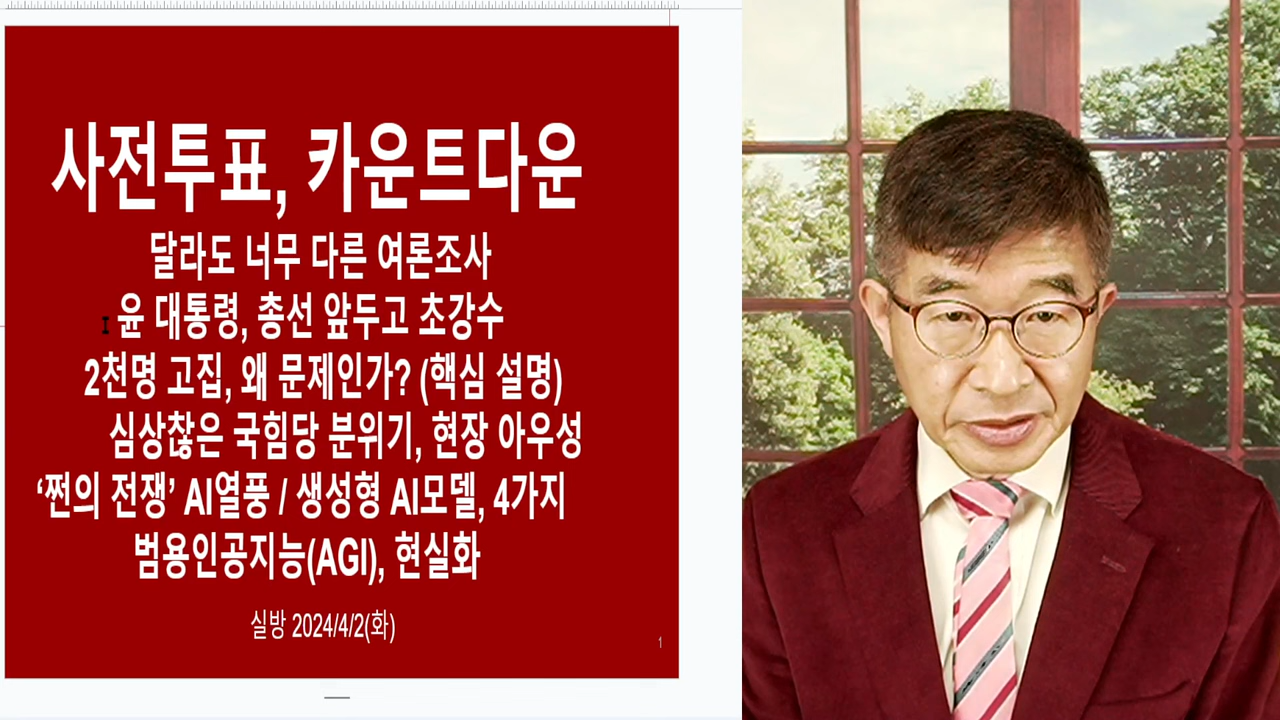 사전투표, 카운트다운
달라도 너무 다른 여론조사
윤 대통령, 총선 앞두고 초강수
2천명 고집, 왜 문제인가? (핵심 설명)
심상찮은 국힘당 분위기, 현장 아우성
‘쩐의 전쟁’ AI열풍 / 생성형 AI모델, 4가지
범용인공지능(AGI), 현실화
실방 2024/4/2(화)
1